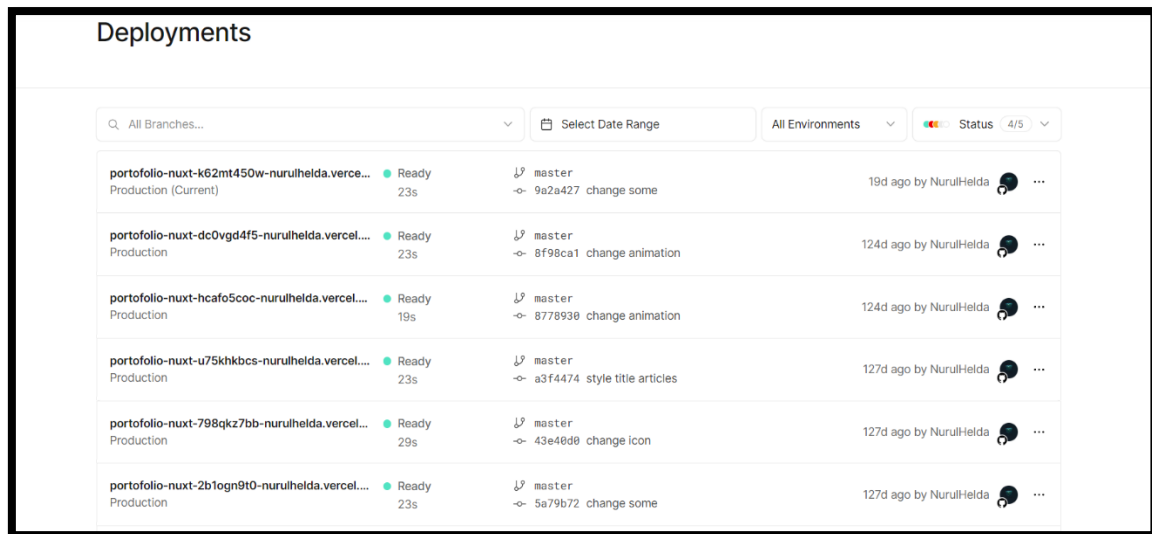 Deployments
All Branches... Select Date Range All Environments Status 4/5
portofolio-nuxt-k62mt450w-nurulhelda.verce... Ready master
Production (Current) 23s 9a2a427 change some 19d ago by NurulHelda
portofolio-nuxt-dc0vgd4f5-nurulhelda.vercel.... Ready master
Production 23s 8f98ca1 change animation 124d ago by NurulHelda
portofolio-nuxt-hcafo5coc-nurulhelda.vercel.... Ready master
Production 19s 8778930 change animation 124d ago by NurulHelda
portofolio-nuxt-u75khkbcs-nurulhelda.vercel.... Ready master
Production 23s a3f4474 style title articles 127d ago by NurulHelda
portofolio-nuxt-798qkz7bb-nurulhelda.vercel... Ready master
Production 29s 43e40d0 change icon 127d ago by NurulHelda
portofolio-nuxt-2b1ogn9t0-nurulhelda.vercel.... Ready master
Production 23s 5a79b72 change some 127d ago by NurulHelda